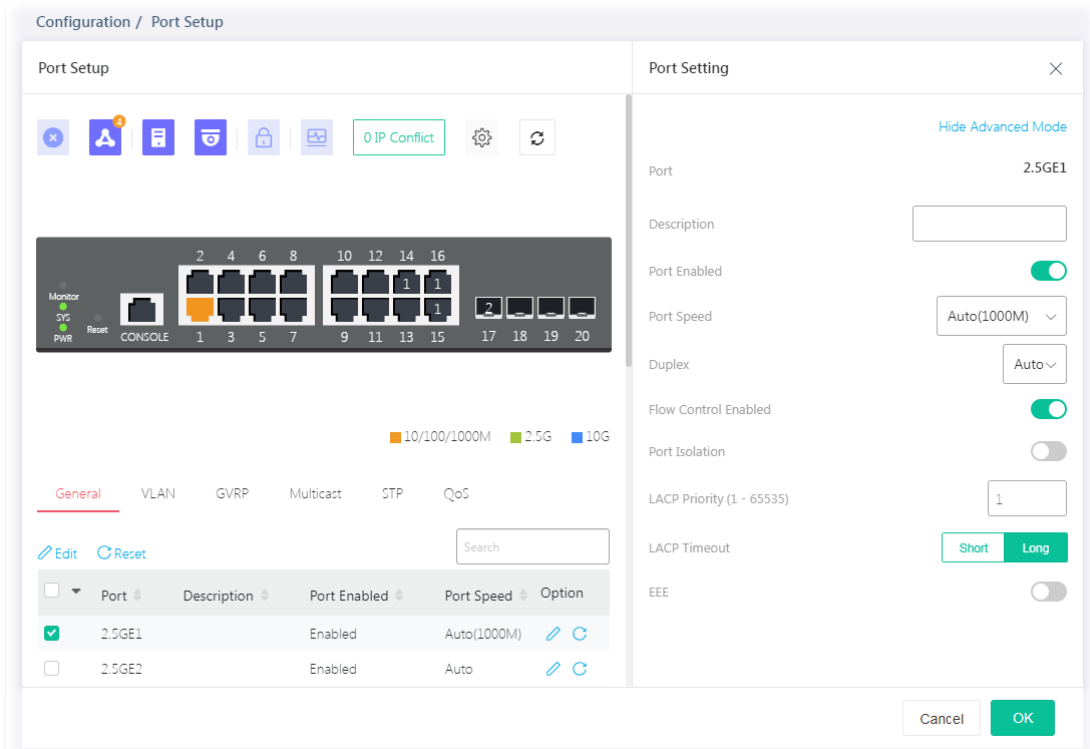 Configuration / Port Setup
Port Setup
4
0 IP Conflict
2 4 6 8 10 12 14 16
1 1
1
2
Monitor
SYS
PWR
Reset
CONSOLE
1 3 5 7 9 11 13 15 17 18 19 20
10/100/1000M 2.5G 10G
General VLAN GVRP Multicast STP QoS
Edit Reset Search
Port Description Port Enabled Port Speed Option
2.5GE1 Enabled Auto(1000M)
2.5GE2 Enabled Auto
Port Setting
Hide Advanced Mode
Port 2.5GE1
Description
Port Enabled
Port Speed Auto(1000M)
Duplex Auto
Flow Control Enabled
Port Isolation
LACP Priority (1 - 65535) 1
LACP Timeout Short Long
EEE
Cancel OK